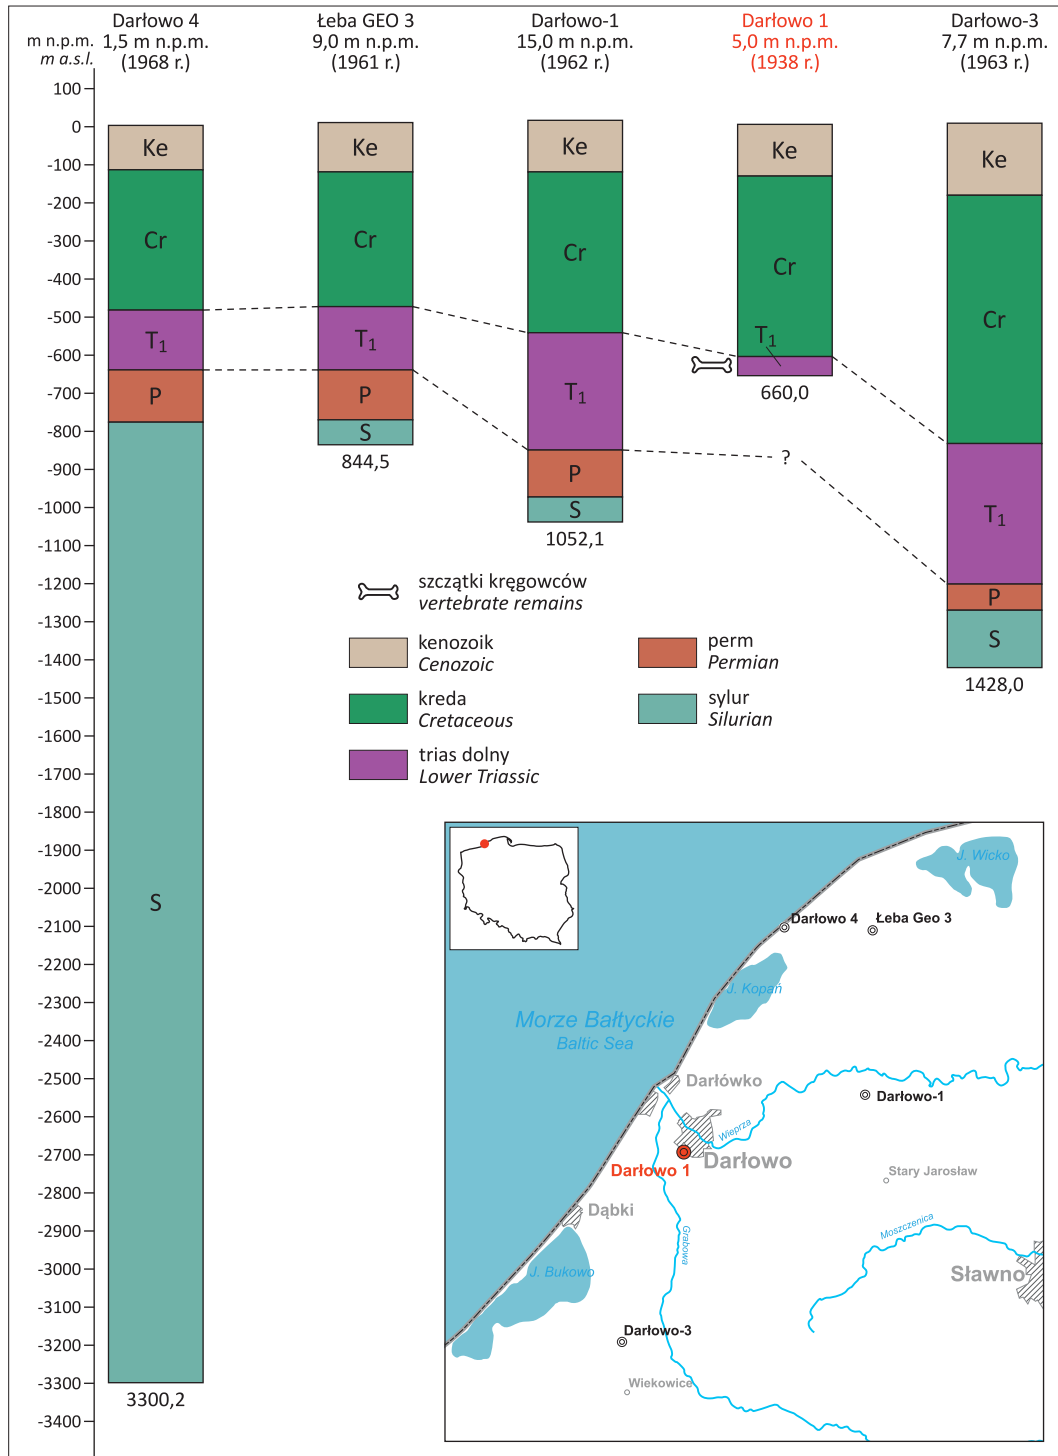 Darłowo 4
1,5 m n.p.m.
(1968 r.)
Łeba GEO 3
9,0 m n.p.m.
(1961 r.)
Darłowo-1
15,0 m n.p.m.
(1962 r.)
Darłowo 1
5,0 m n.p.m.
(1938 r.)
Darłowo-3
7,7 m n.p.m.
(1963 r.)
m n.p.m.
m a.s.l.
100
0
-100
-200
-300
-400
-500
-600
-700
-800
-900
-1000
-1100
-1200
-1300
-1400
-1500
-1600
-1700
-1800
-1900
-2000
-2100
-2200
-2300
-2400
-2500
-2600
-2700
-2800
-2900
-3000
-3100
-3200
-3300
-3400
Ke
Cr
T1
P
S
3300,2
Ke
Cr
T1
P
S
844,5
Ke
Cr
T1
P
S
1052,1
Ke
Cr
T1
660,0
?
Ke
Cr
T1
P
S
1428,0
szczątki kręgowców
vertebrate remains
kenozoik
Cenozoic
kreda
Cretaceous
trias dolny
Lower Triassic
perm
Permian
sylur
Silurian
J. Wicko
Darłowo 4
Łeba Geo 3
J. Kopań
Morze Bałtyckie
Baltic Sea
Darłówko
Darłowo-1
Wieprza
Darłowo
Darłowo 1
Stary Jarosław
Dąbki
Moszczenica
Grabowa
J. Bukowo
Sławno
Darłowo-3
Wiekowice